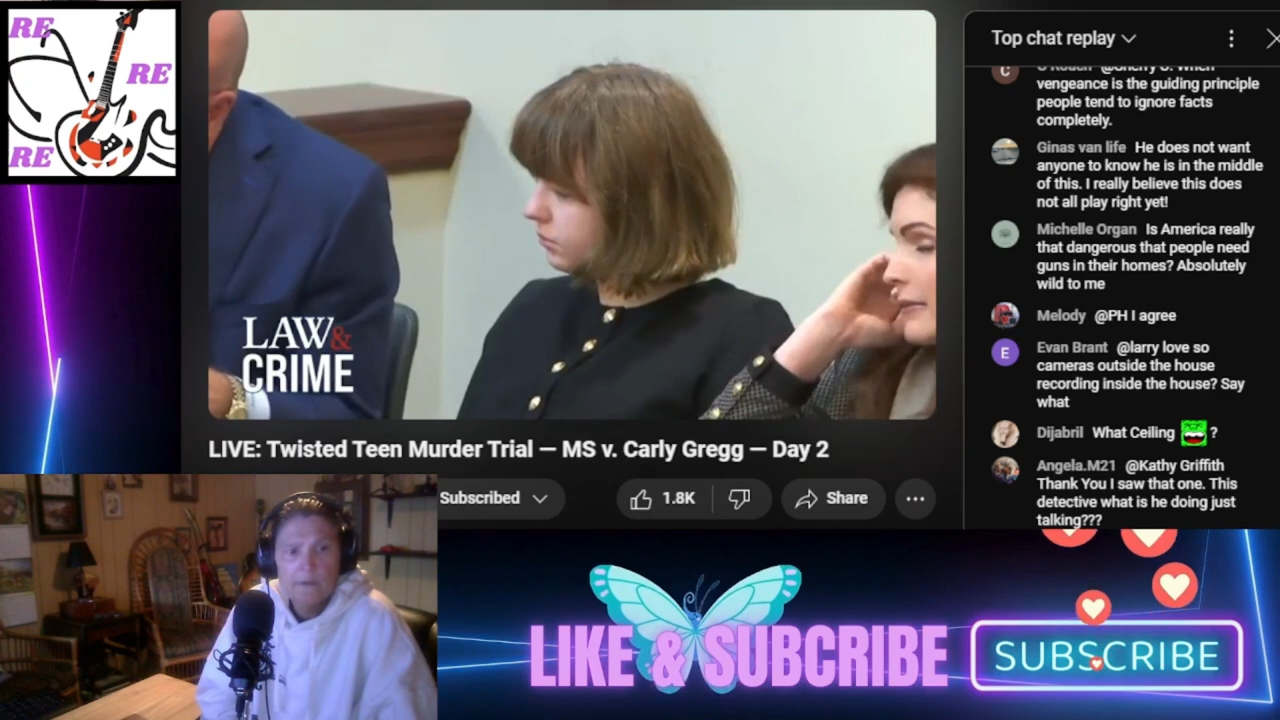 RE
RE
RE
LAW&
CRIME
LIVE: Twisted Teen Murder Trial — MS v. Carly Gregg — Day 2
Subscribed
1.8K
Share
Top chat replay
vengeance is the guiding principle
people tend to ignore facts
completely.
Ginas van life He does not want
anyone to know he is in the middle
of this. I really believe this does
not all play right yet!
Michelle Organ Is America really
that dangerous that people need
guns in their homes? Absolutely
wild to me
Melody @PH I agree
E
Evan Brant @larry love so
cameras outside the house
recording inside the house? Say
what
Dijabril What Ceiling ?
Angela.M21 @Kathy Griffith
Thank You I saw that one. This
detective what is he doing just
talking???
LIKE & SUBCRIBE
SUBSCRIBE